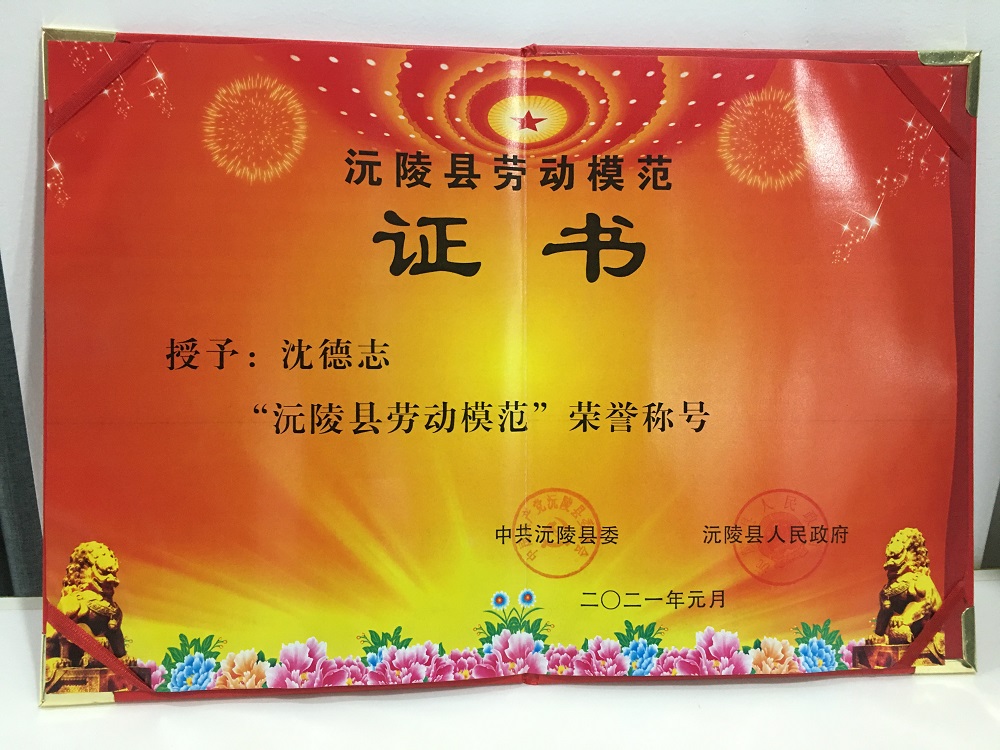 沅陵县劳动模范
证书
授予：沈德志
“沅陵县劳动模范”荣誉称号
中共沅陵县委 沅陵县人民政府
二〇二一年元月